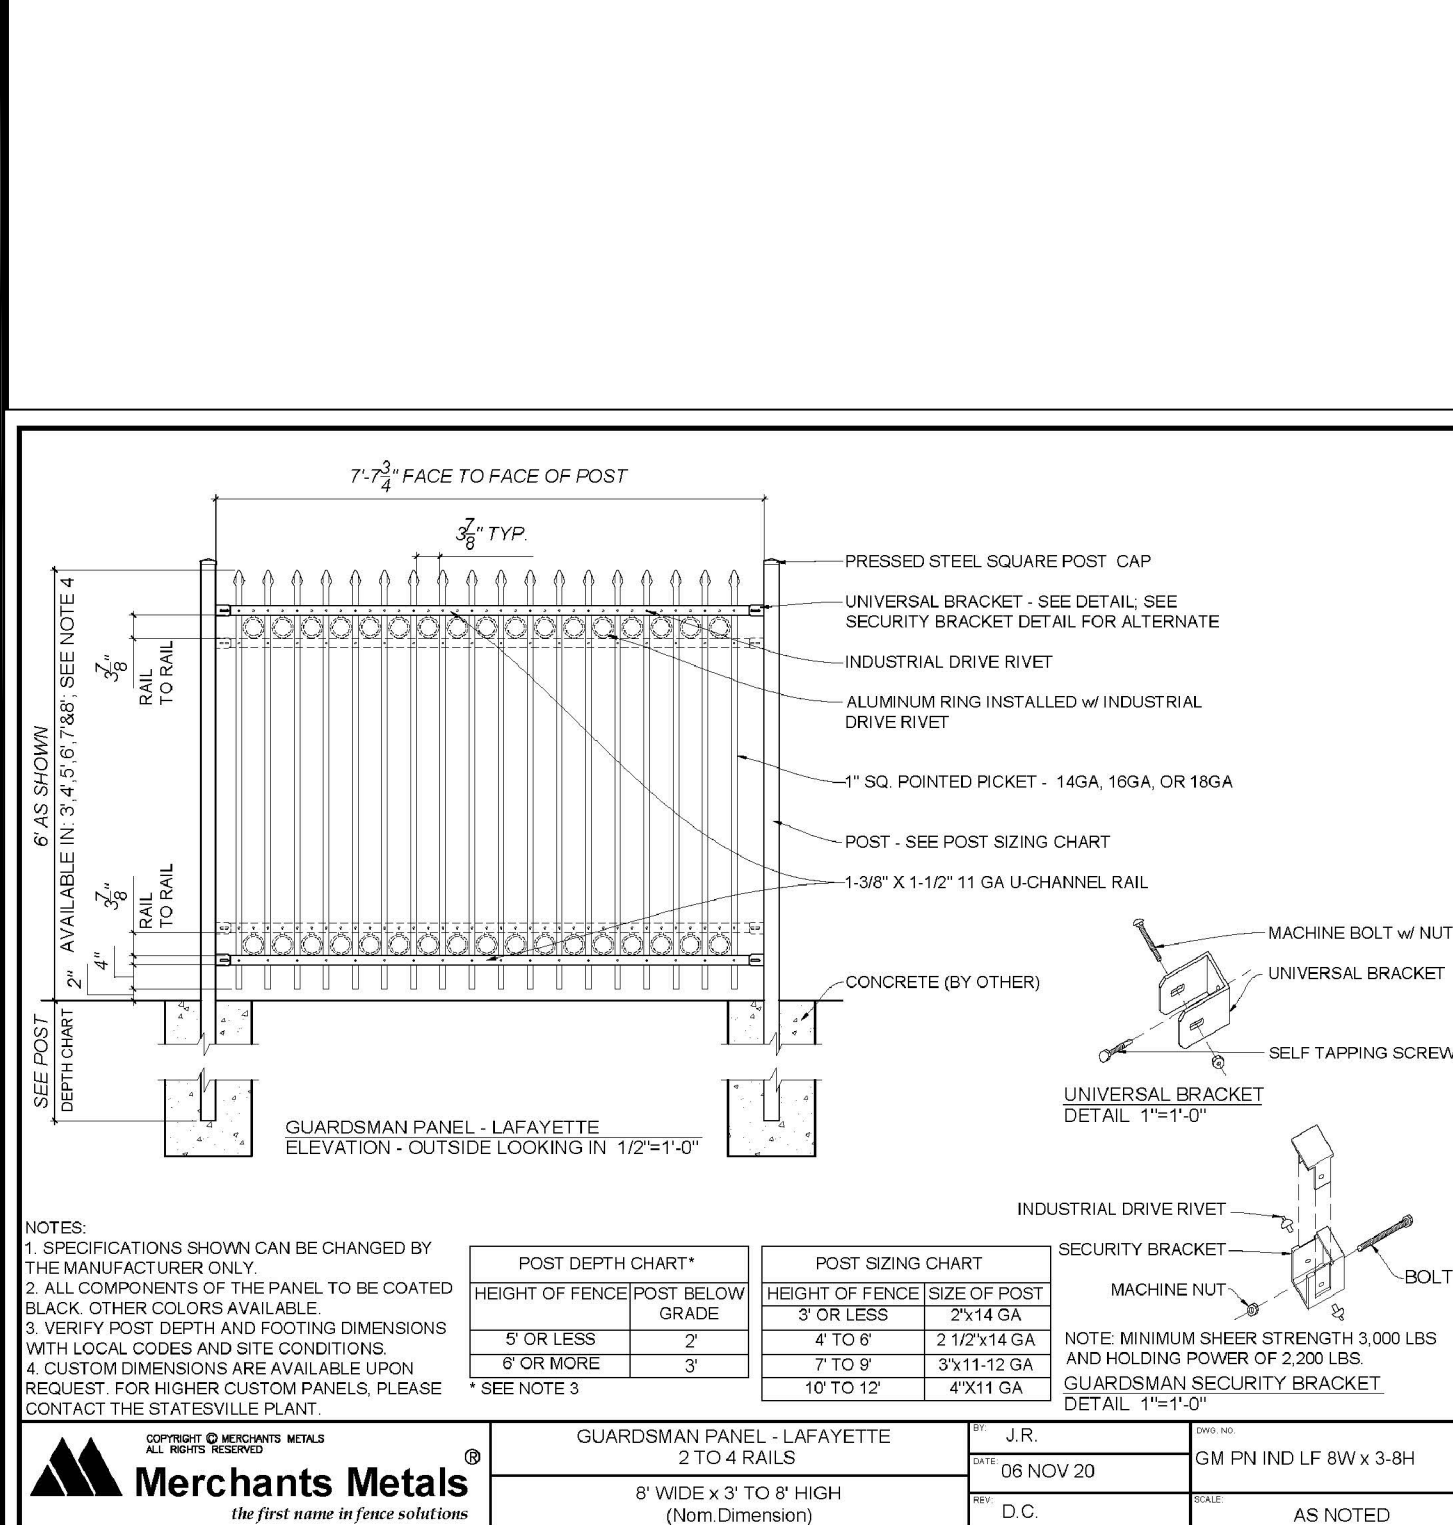 7'-7 3/4" FACE TO FACE OF POST
3 7/8" TYP.
PRESSED STEEL SQUARE POST CAP
UNIVERSAL BRACKET - SEE DETAIL; SEE
SECURITY BRACKET DETAIL FOR ALTERNATE
INDUSTRIAL DRIVE RIVET
ALUMINUM RING INSTALLED w/ INDUSTRIAL
DRIVE RIVET
1" SQ. POINTED PICKET - 14GA, 16GA, OR 18GA
POST - SEE POST SIZING CHART
1-3/8" X 1-1/2" 11 GA U-CHANNEL RAIL
CONCRETE (BY OTHER)
6' AS SHOWN
AVAILABLE IN: 3',4',5',6',7'&8'; SEE NOTE 4
3 7/8"
RAIL
TO RAIL
3 7/8"
RAIL
TO RAIL
4"
2"
SEE POST
DEPTH CHART
GUARDSMAN PANEL - LAFAYETTE
ELEVATION - OUTSIDE LOOKING IN 1/2"=1'-0"
MACHINE BOLT w/ NUT
UNIVERSAL BRACKET
SELF TAPPING SCREW
UNIVERSAL BRACKET
DETAIL 1"=1'-0"
INDUSTRIAL DRIVE RIVET
SECURITY BRACKET
BOLT
MACHINE NUT
NOTE: MINIMUM SHEER STRENGTH 3,000 LBS
AND HOLDING POWER OF 2,200 LBS.
GUARDSMAN SECURITY BRACKET
DETAIL 1"=1'-0"
NOTES:
1. SPECIFICATIONS SHOWN CAN BE CHANGED BY
THE MANUFACTURER ONLY.
2. ALL COMPONENTS OF THE PANEL TO BE COATED
BLACK. OTHER COLORS AVAILABLE.
3. VERIFY POST DEPTH AND FOOTING DIMENSIONS
WITH LOCAL CODES AND SITE CONDITIONS.
4. CUSTOM DIMENSIONS ARE AVAILABLE UPON
REQUEST. FOR HIGHER CUSTOM PANELS, PLEASE
CONTACT THE STATESVILLE PLANT.
POST DEPTH CHART*
HEIGHT OF FENCE POST BELOW
GRADE
5' OR LESS 2'
6' OR MORE 3'
* SEE NOTE 3
POST SIZING CHART
HEIGHT OF FENCE SIZE OF POST
3' OR LESS 2"x14 GA
4' TO 6' 2 1/2"x14 GA
7' TO 9' 3"x11-12 GA
10' TO 12' 4"X11 GA
COPYRIGHT © MERCHANTS METALS
ALL RIGHTS RESERVED
Merchants Metals ®
the first name in fence solutions
GUARDSMAN PANEL - LAFAYETTE
2 TO 4 RAILS
8' WIDE x 3' TO 8' HIGH
(Nom.Dimension)
BY: J.R.
DATE: 06 NOV 20
REV: D.C.
DWG. NO.
GM PN IND LF 8W x 3-8H
SCALE:
AS NOTED